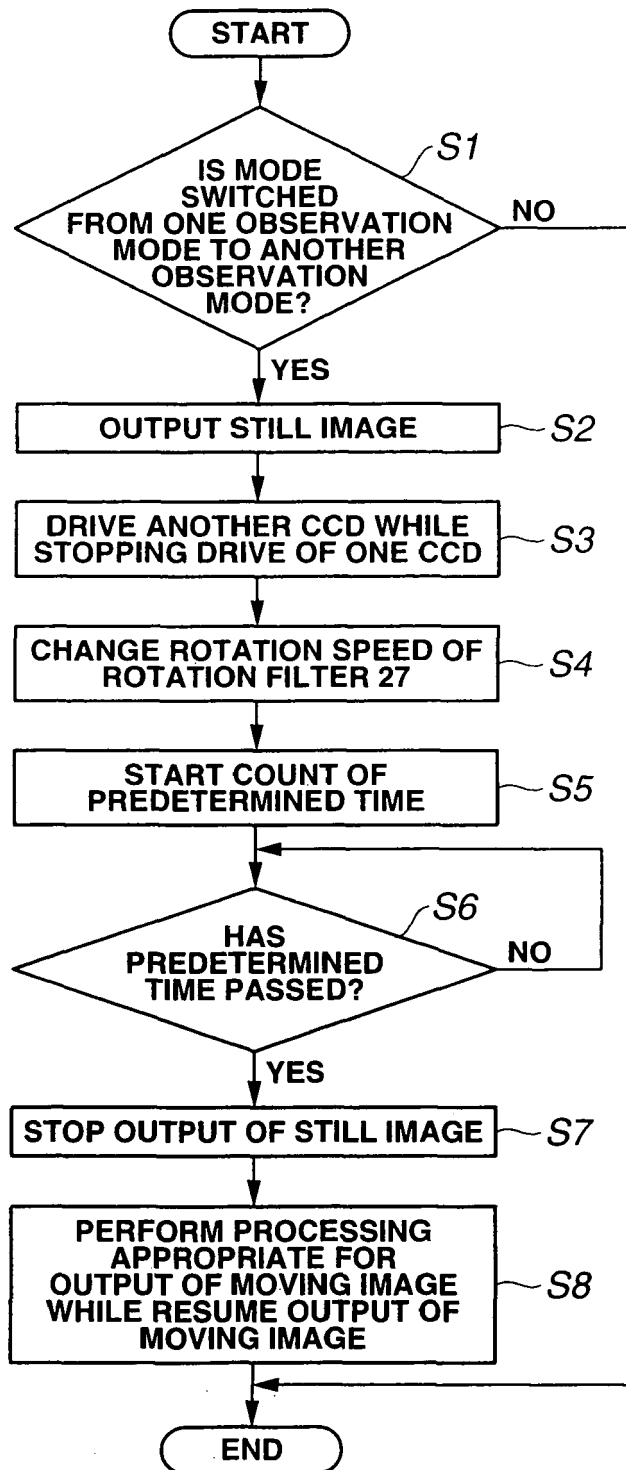 START
S1
IS MODE
SWITCHED
FROM ONE OBSERVATION
MODE TO ANOTHER
OBSERVATION
MODE?
NO
YES
OUTPUT STILL IMAGE
S2
DRIVE ANOTHER CCD WHILE
STOPPING DRIVE OF ONE CCD
S3
CHANGE ROTATION SPEED OF
ROTATION FILTER 27
S4
START COUNT OF
PREDETERMINED TIME
S5
S6
HAS
PREDETERMINED
TIME PASSED?
NO
YES
STOP OUTPUT OF STILL IMAGE
S7
PERFORM PROCESSING
APPROPRIATE FOR
OUTPUT OF MOVING IMAGE
WHILE RESUME OUTPUT OF
MOVING IMAGE
S8
END